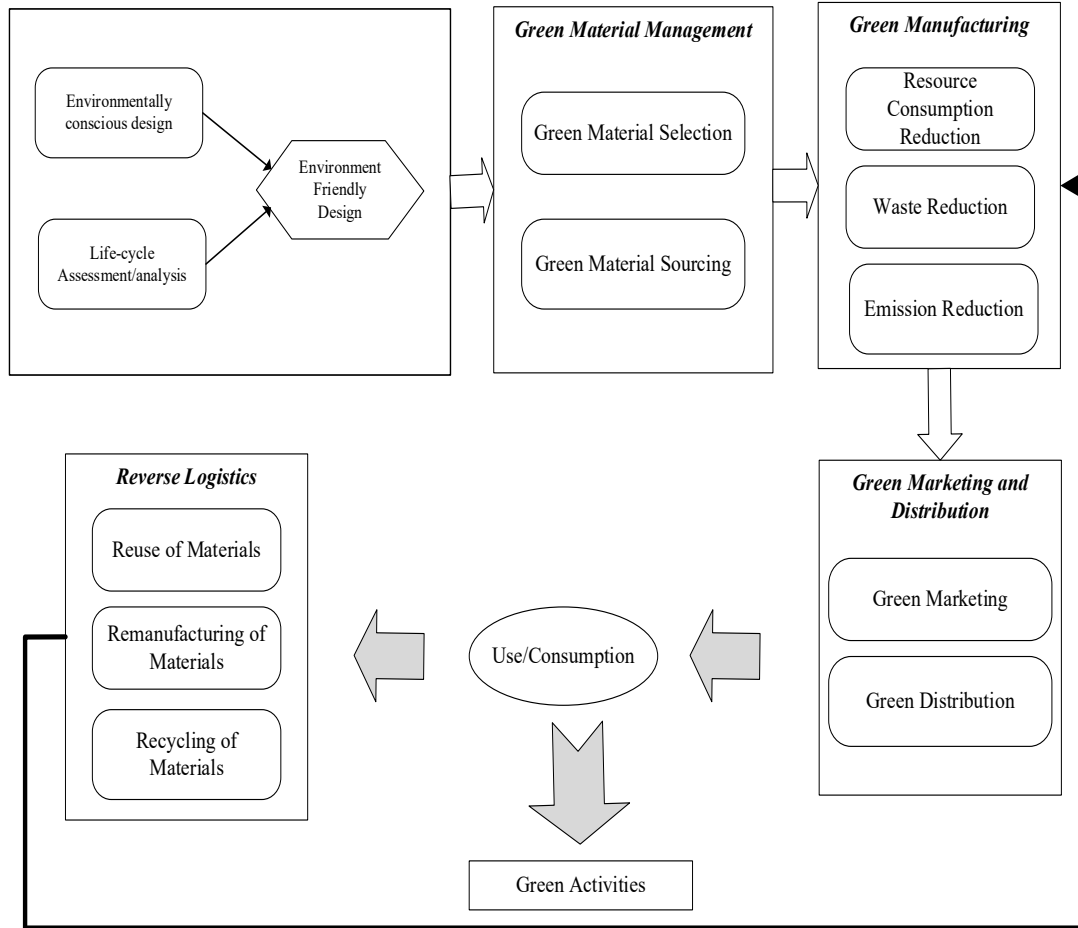 Environmentally
conscious design
Life-cycle
Assessment/analysis
Environment
Friendly
Design
Green Material Management
Green Material Selection
Green Material Sourcing
Green Manufacturing
Resource
Consumption
Reduction
Waste Reduction
Emission Reduction
Reverse Logistics
Reuse of Materials
Remanufacturing of
Materials
Recycling of
Materials
Use/Consumption
Green Activities
Green Marketing and
Distribution
Green Marketing
Green Distribution